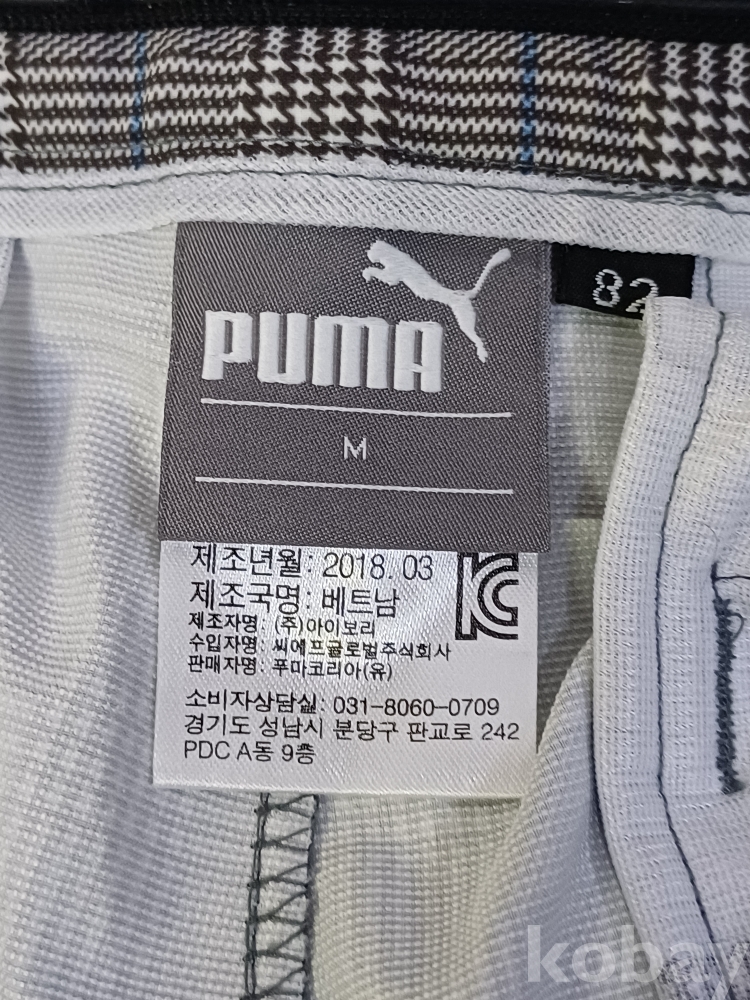 PUMA
82
M
제조년월: 2018. 03
제조국명: 베트남
제조자명: (주)아이보리
수입자명: 씨에프글로벌주식회사
판매자명: 푸마코리아(유)
소비자상담실: 031-8060-0709
경기도 성남시 분당구 판교로 242
PDC A동 9층
KC
kobay